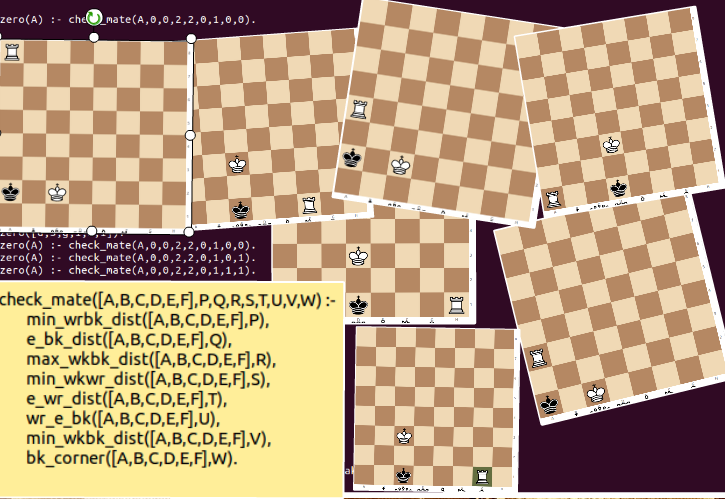 zero(A) :- check_mate(A,0,0,2,2,0,1,0,0).
zero(A) :- check_mate(A,0,0,2,2,0,1,0,0).
zero(A) :- check_mate(A,0,0,2,2,0,1,0,1).
zero(A) :- check_mate(A,0,0,2,2,0,1,1,1).
check_mate([A,B,C,D,E,F],P,Q,R,S,T,U,V,W) :-
min_wrbk_dist([A,B,C,D,E,F],P),
e_bk_dist([A,B,C,D,E,F],Q),
max_wkbk_dist([A,B,C,D,E,F],R),
min_wkwr_dist([A,B,C,D,E,F],S),
e_wr_dist([A,B,C,D,E,F],T),
wr_e_bk([A,B,C,D,E,F],U),
min_wkbk_dist([A,B,C,D,E,F],V),
bk_corner([A,B,C,D,E,F],W).